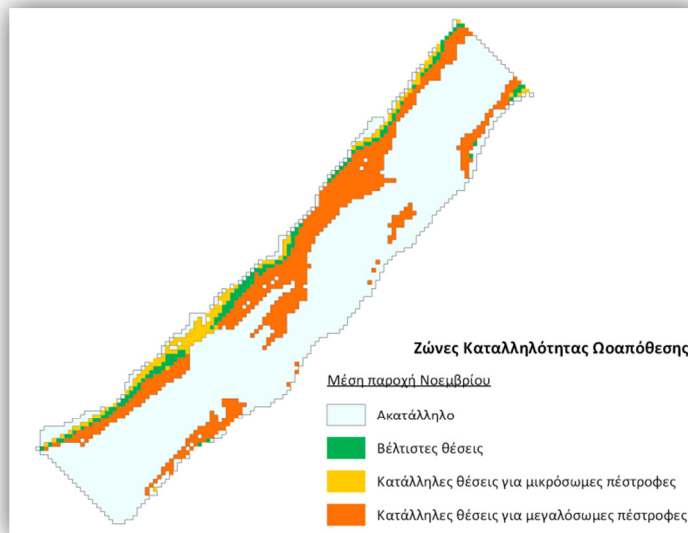 Ζώνες Καταλληλότητας Ωοαπόθεσης
Μέση παροχή Νοεμβρίου
Ακατάλληλο
Βέλτιστες θέσεις
Κατάλληλες θέσεις για μικρόσωμες πέστροφες
Κατάλληλες θέσεις για μεγαλόσωμες πέστροφες